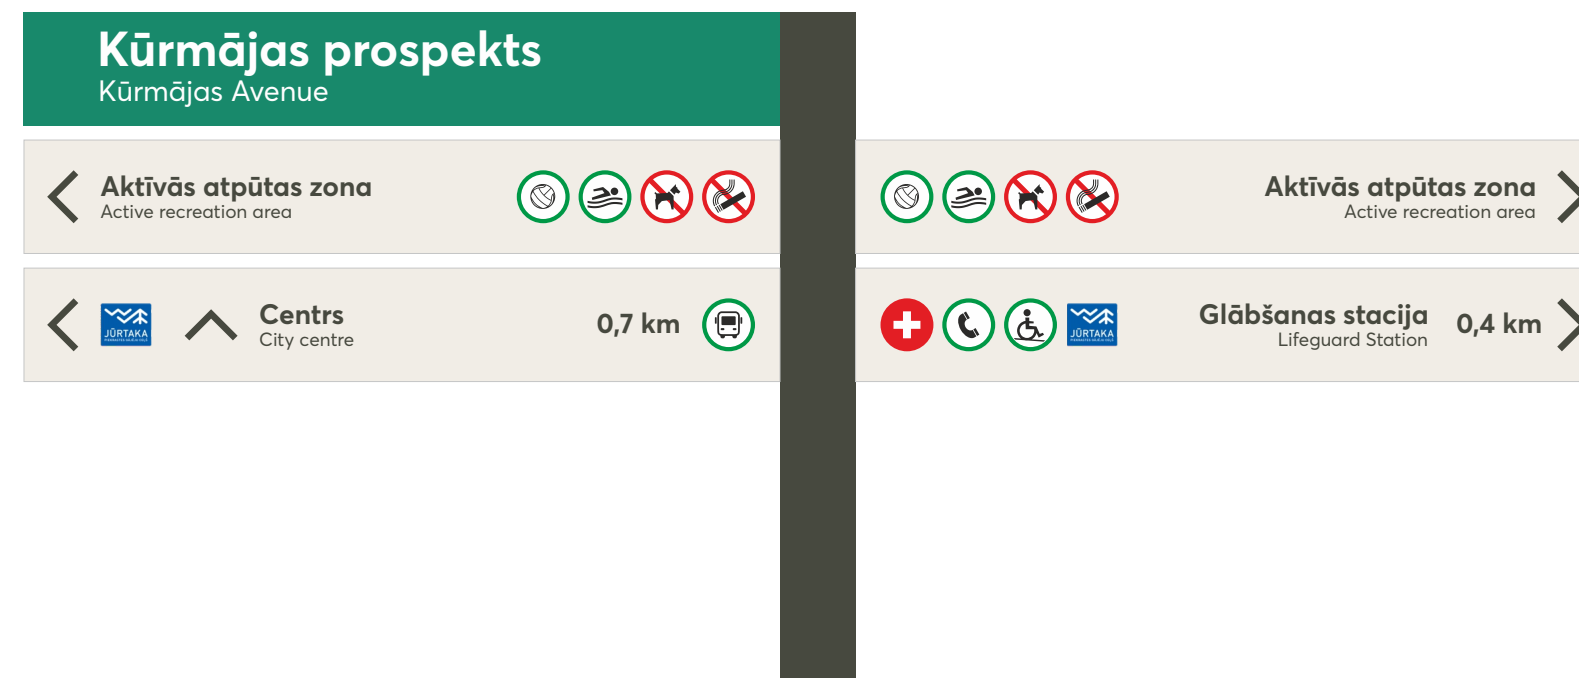 Kūrmājas prospekts
Kūrmājas Avenue
Aktīvās atpūtas zona
Active recreation area
JŪRTAKA
Centrs
City centre
0,7 km
Aktīvās atpūtas zona
Active recreation area
JŪRTAKA
Glābšanas stacija
Lifeguard Station
0,4 km